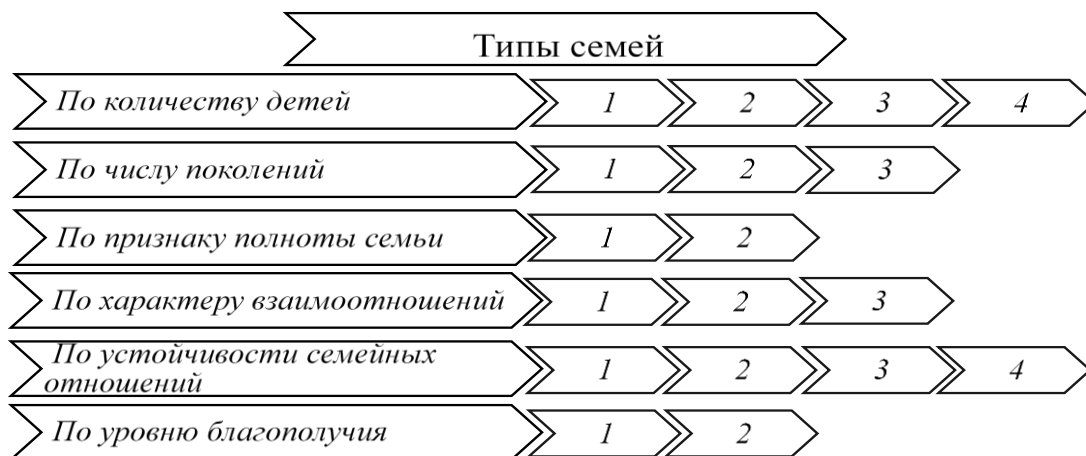 Типы семей
По количеству детей 1 2 3 4
По числу поколений 1 2 3
По признаку полноты семьи 1 2
По характеру взаимоотношений 1 2 3
По устойчивости семейных
отношений 1 2 3 4
По уровню благополучия 1 2